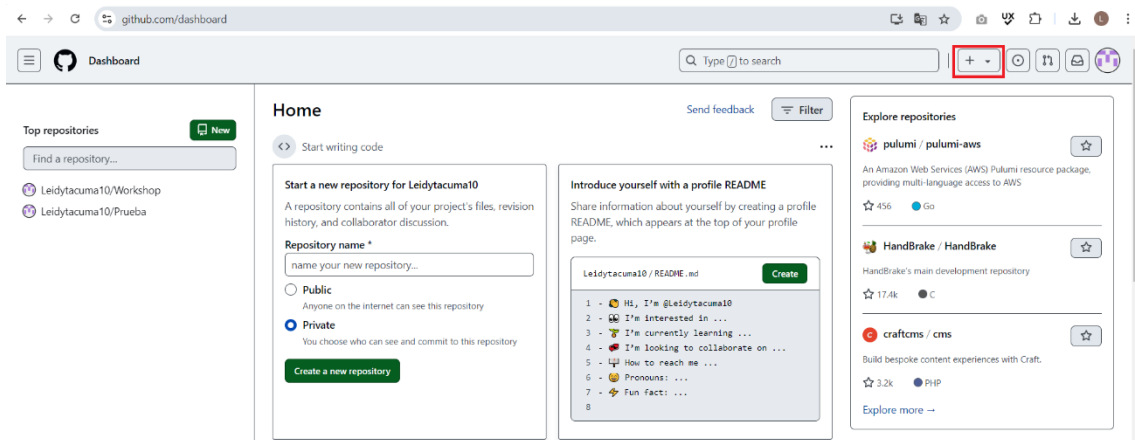 github.com/dashboard
L
Dashboard
Type / to search
Top repositories
New
Find a repository...
Leidytacuma10/Workshop
Leidytacuma10/Prueba
Home
Send feedback
Filter
Start writing code
Start a new repository for Leidytacuma10
A repository contains all of your project's files, revision
history, and collaborator discussion.
Repository name *
name your new repository...
Public
Anyone on the internet can see this repository
Private
You choose who can see and commit to this repository
Create a new repository
Introduce yourself with a profile README
Share information about yourself by creating a profile
README, which appears at the top of your profile
page.
Leidytacuma10 / README.md
Create
1 - 👋 Hi, I'm @Leidytacuma10
2 - 👀 I'm interested in ...
3 - 🌱 I'm currently learning ...
4 - 💞️ I'm looking to collaborate on ...
5 - 📫 How to reach me ...
6 - 😄 Pronouns: ...
7 - ⚡ Fun fact: ...
8
Explore repositories
pulumi / pulumi-aws
An Amazon Web Services (AWS) Pulumi resource package,
providing multi-language access to AWS
456 Go
HandBrake / HandBrake
HandBrake's main development repository
17.4k C
craftcms / cms
Build bespoke content experiences with Craft.
3.2k PHP
Explore more →